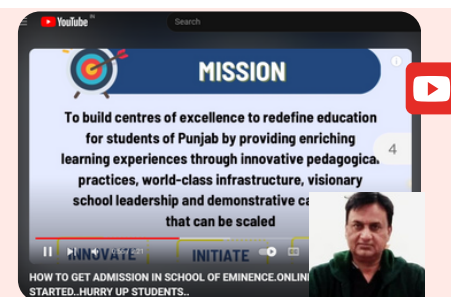 YouTube IN
Search
MISSION
To build centres of excellence to redefine education
for students of Punjab by providing enriching
learning experiences through innovative pedagogical
practices, world-class infrastructure, visionary
school leadership and demonstrative
that can be scaled
4
INNOVATE
INITIATE
HOW TO GET ADMISSION IN SCHOOL OF EMINENCE.ONLIN
STARTED..HURRY UP STUDENTS..